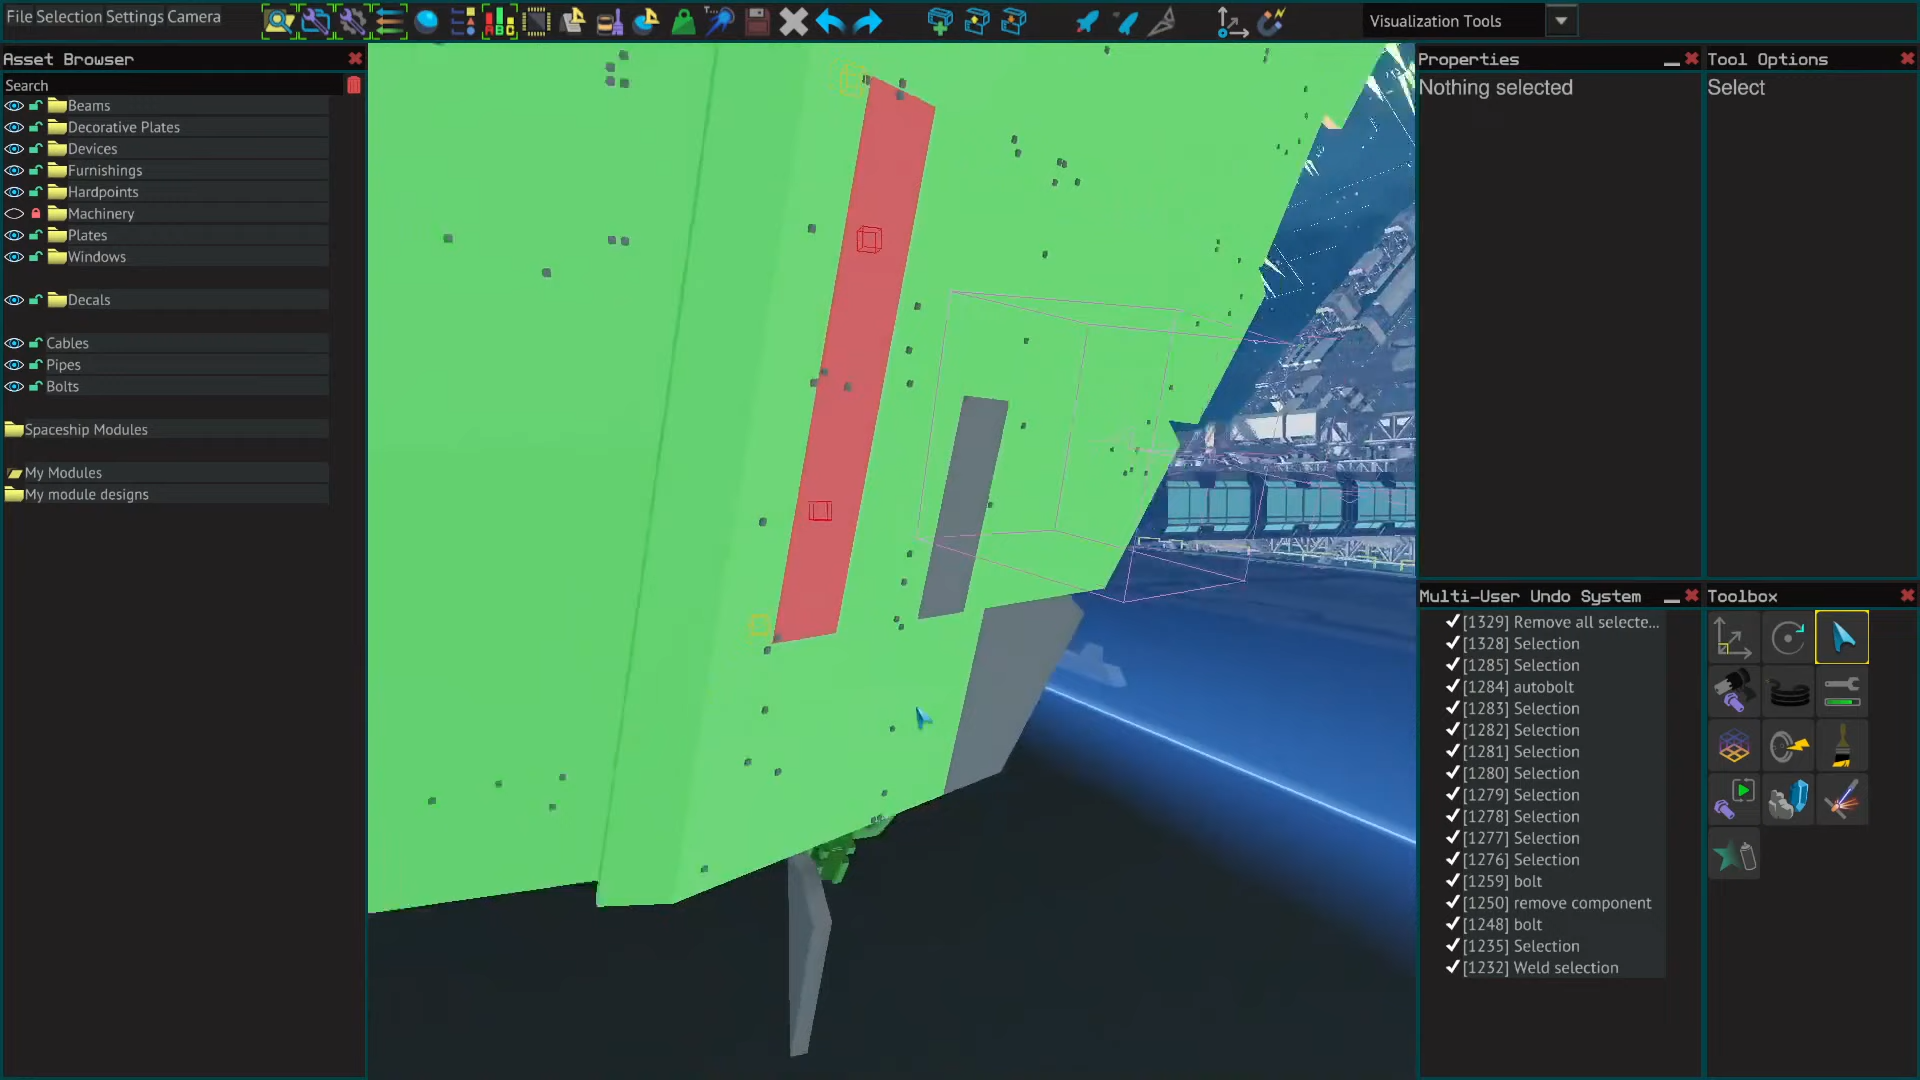 File Selection Settings Camera
Visualization Tools
Asset Browser
Search
Beams
Decorative Plates
Devices
Furnishings
Hardpoints
Machinery
Plates
Windows
Decals
Cables
Pipes
Bolts
Spaceship Modules
My Modules
My module designs
ABC
Properties
Nothing selected
Tool Options
Select
Multi-User Undo System
[1329] Remove all selecte...
[1328] Selection
[1285] Selection
[1284] autobolt
[1283] Selection
[1282] Selection
[1281] Selection
[1280] Selection
[1279] Selection
[1278] Selection
[1277] Selection
[1276] Selection
[1259] bolt
[1250] remove component
[1248] bolt
[1235] Selection
[1232] Weld selection
Toolbox